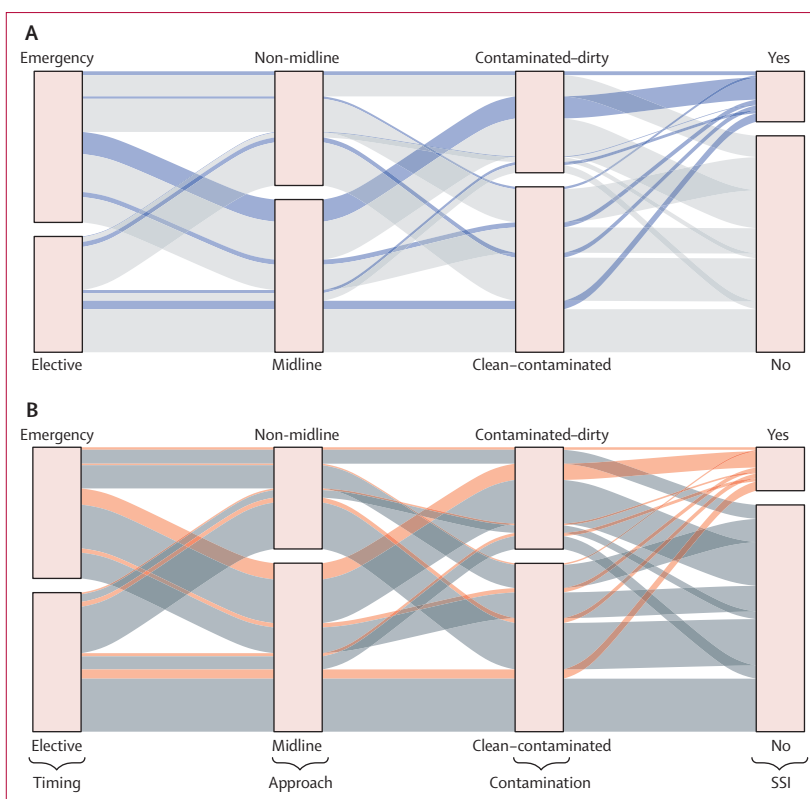 A
Emergency Non-midline Contaminated–dirty Yes
Elective Midline Clean–contaminated No
B
Emergency Non-midline Contaminated–dirty Yes
Elective Midline Clean–contaminated No
Timing Approach Contamination SSI